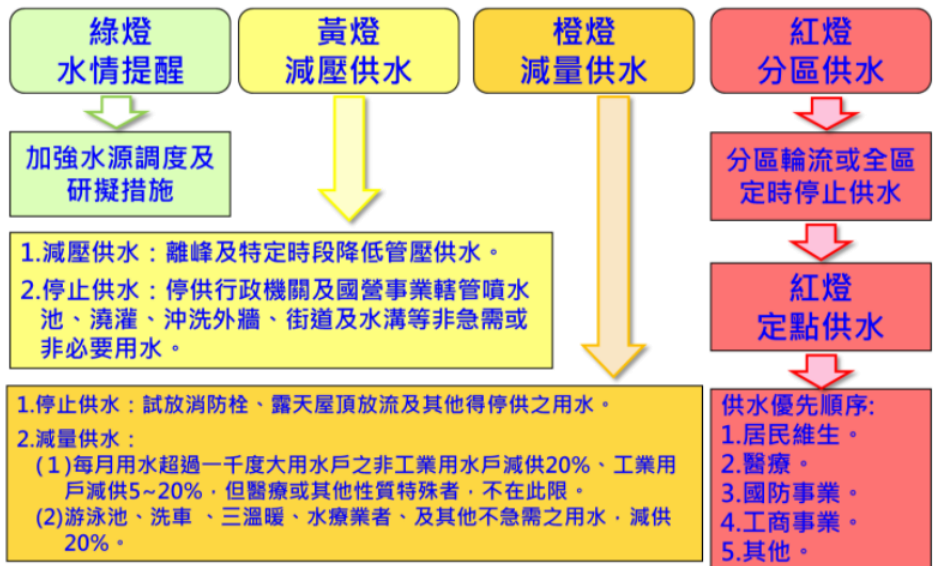 綠燈
水情提醒
黃燈
減壓供水
橙燈
減量供水
紅燈
分區供水
加強水源調度及
研擬措施
分區輪流或全區
定時停止供水
1.減壓供水：離峰及特定時段降低管壓供水。
2.停止供水：停供行政機關及國營事業轄管噴水
池、澆灌、沖洗外牆、街道及水溝等非急需或
非必要用水。
紅燈
定點供水
1.停止供水：試放消防栓、露天屋頂放流及其他得停供之用水。
2.減量供水：
(１)每月用水超過一千度大用水戶之非工業用水戶減供20%、工業用
戶減供5~20%，但醫療或其他性質特殊者，不在此限。
(2)游泳池、洗車 、三溫暖、水療業者、及其他不急需之用水，減供
20%。
供水優先順序:
1.居民維生。
2.醫療。
3.國防事業。
4.工商事業。
5.其他。